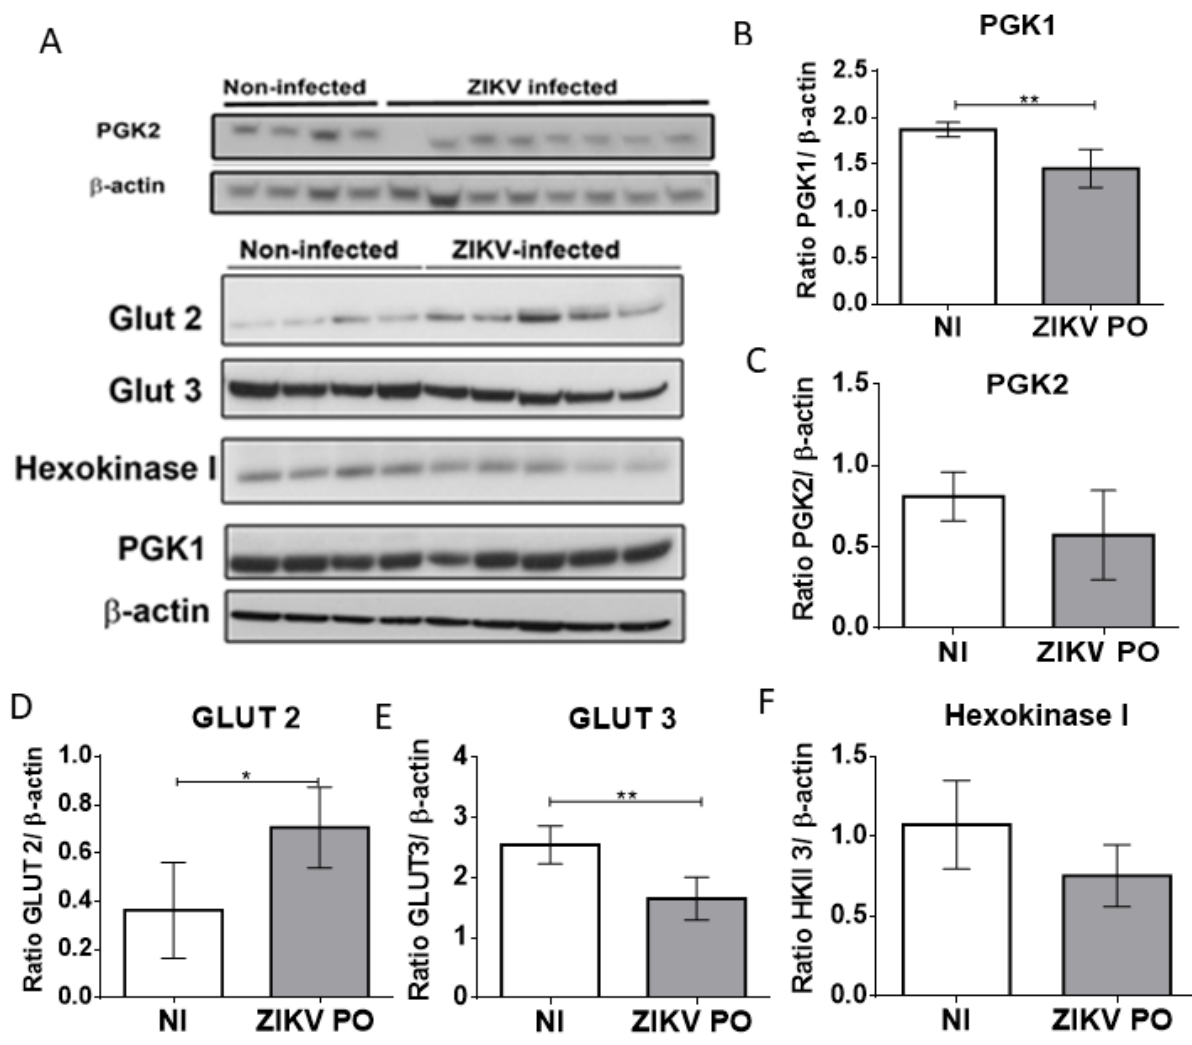 A
Non-infected ZIKV infected
PGK2
β-actin
Non-infected ZIKV-infected
Glut 2
Glut 3
Hexokinase I
PGK1
β-actin
B
PGK1
Ratio PGK1/ β-actin
2.5
2.0
1.5
1.0
0.5
0.0
**
NI ZIKV PO
C
PGK2
Ratio PGK2/ β-actin
1.5
1.0
0.5
0.0
NI ZIKV PO
D
GLUT 2
Ratio GLUT 2/ β-actin
1.0
0.8
0.6
0.4
0.2
0.0
*
NI ZIKV PO
E
GLUT 3
Ratio GLUT3/ β-actin
4
3
2
1
0
**
NI ZIKV PO
F
Hexokinase I
Ratio HKII 3/ β-actin
1.5
1.0
0.5
0.0
NI ZIKV PO